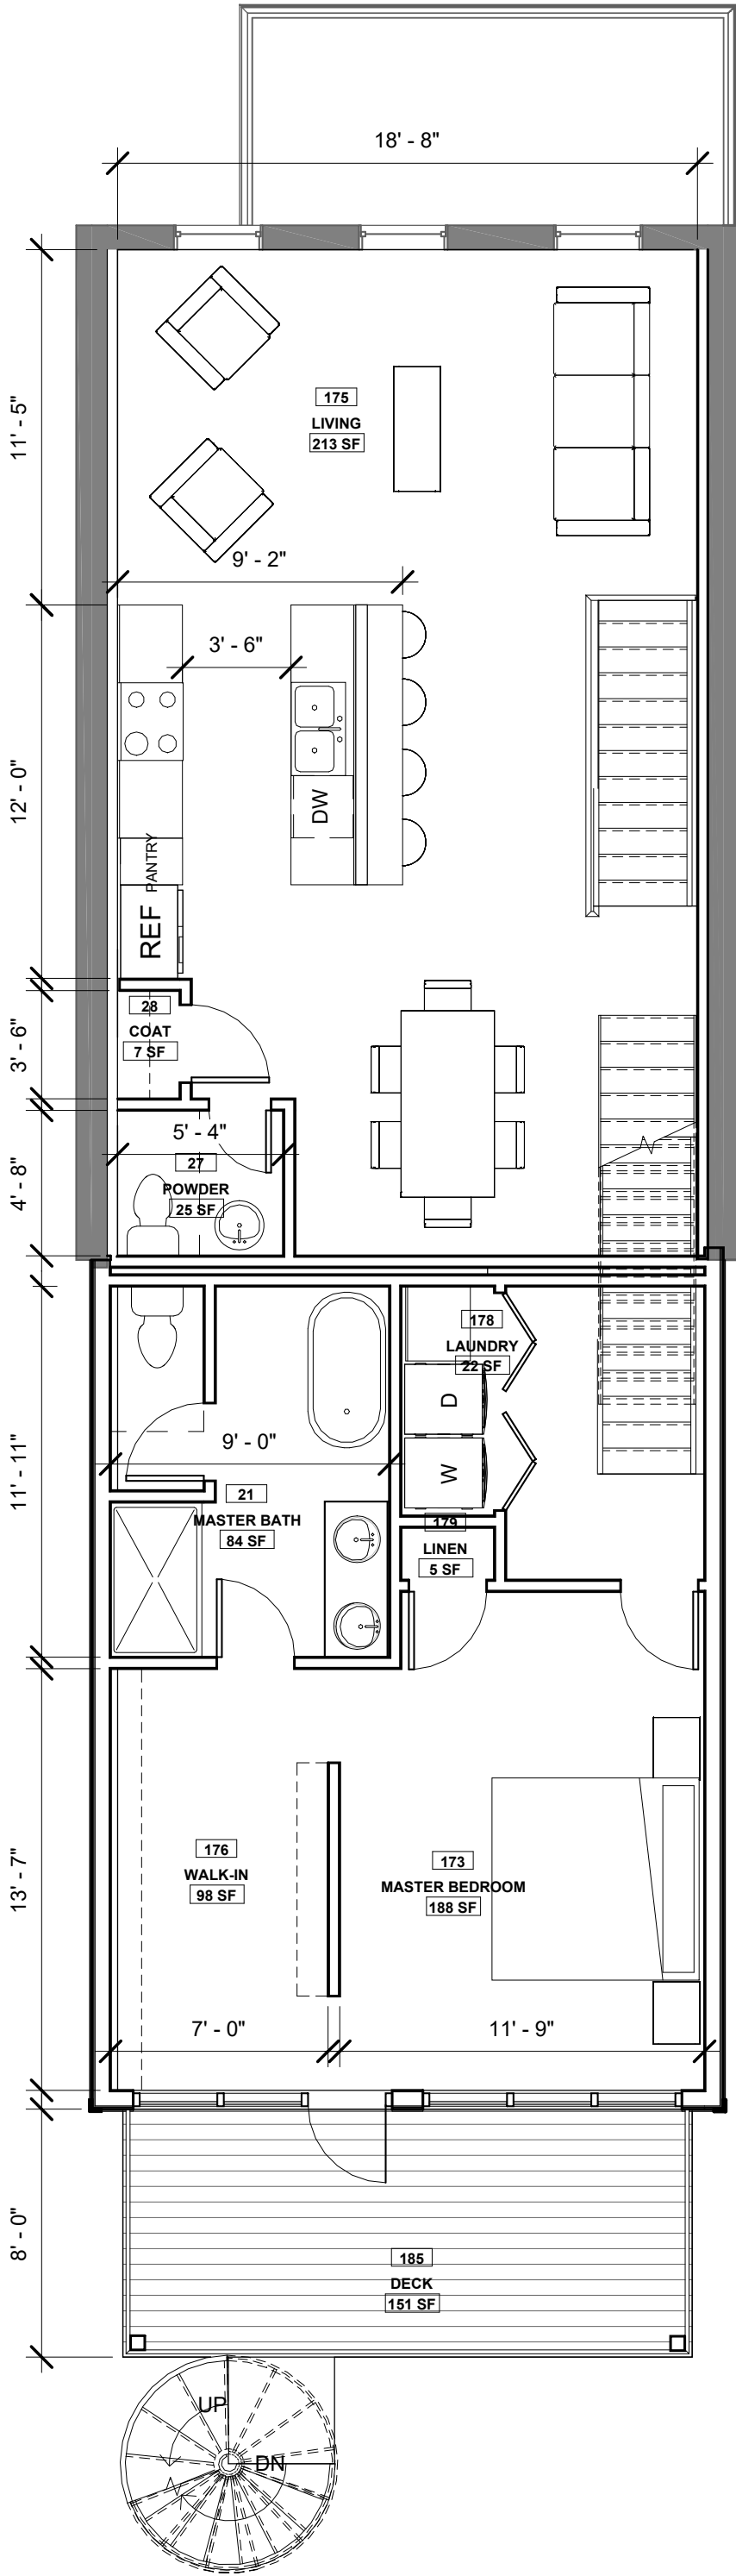 18' - 8"
11' - 5"
175
LIVING
213 SF
9' - 2"
3' - 6"
12' - 0"
DW
PANTRY
REF
28
COAT
7 SF
3' - 6"
5' - 4"
27
POWDER
25 SF
4' - 8"
178
LAUNDRY
22 SF
D
W
9' - 0"
11' - 11"
21
MASTER BATH
84 SF
179
LINEN
5 SF
13' - 7"
176
WALK-IN
98 SF
173
MASTER BEDROOM
188 SF
7' - 0"
11' - 9"
8' - 0"
185
DECK
151 SF
UP
DN